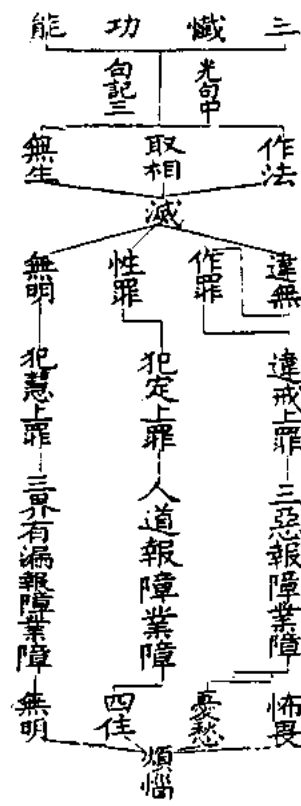 三懺功能
光句中
句記三
作法
取相
無生
滅
違無
作罪
性罪
無明
違戒上罪
犯定上罪
犯慧上罪
三惡報障業障
人道報障業障
三界有漏報障業障
怖畏
憂愁
四住
無明
煩惱